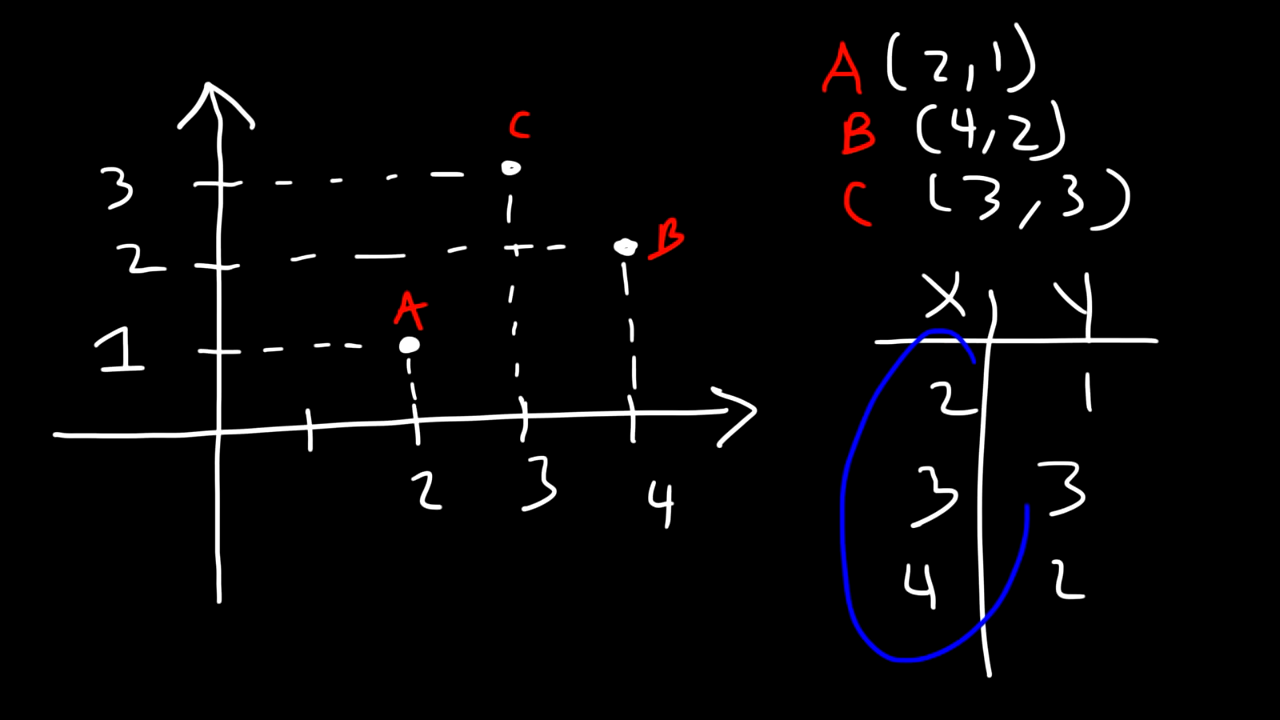 C
3
2
B
A
1
2 3 4
A (2,1)
B (4,2)
C (3,3)
X Y
2 1
3 3
4 2